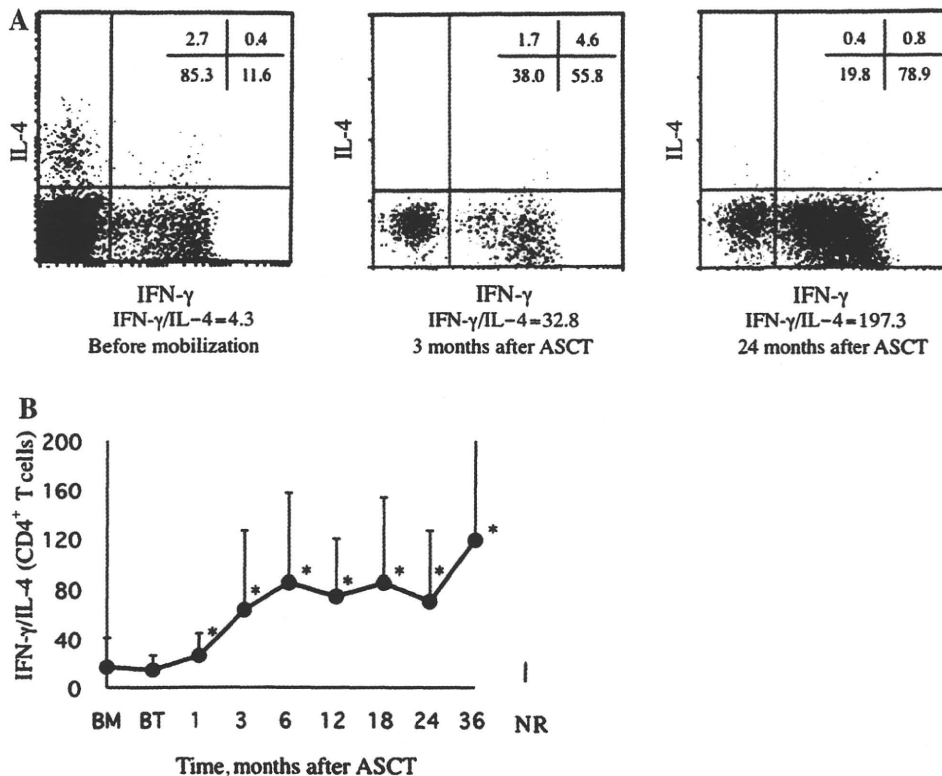 A
2.7 0.4
85.3 11.6
IL-4
IFN-γ
IFN-γ/IL-4=4.3
Before mobilization
1.7 4.6
38.0 55.8
IL-4
IFN-γ
IFN-γ/IL-4=32.8
3 months after ASCT
0.4 0.8
19.8 78.9
IL-4
IFN-γ
IFN-γ/IL-4=197.3
24 months after ASCT
B
IFN-γ/IL-4 (CD4+ T cells)
200
160
120
80
40
0
* * * * * * *
BM BT 1 3 6 12 18 24 36 NR
Time, months after ASCT